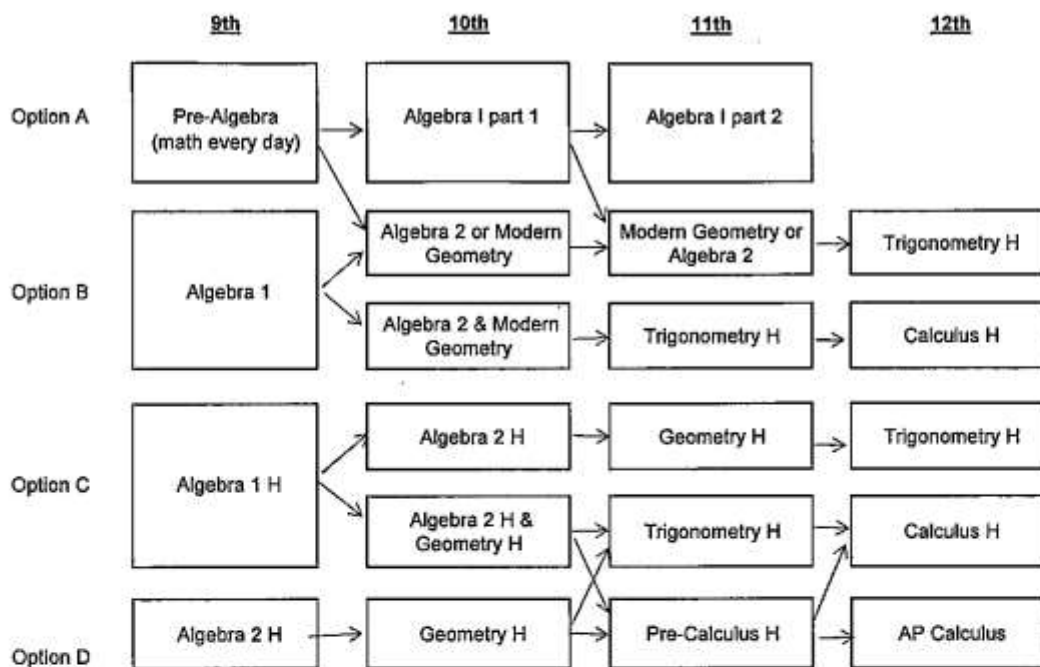 9th 10th 11th 12th
Option A
Pre-Algebra
(math every day)
Algebra I part 1
Algebra I part 2
Option B
Algebra 1
Algebra 2 or Modern
Geometry
Modern Geometry or
Algebra 2
Trigonometry H
Algebra 2 & Modern
Geometry
Trigonometry H
Calculus H
Option C
Algebra 1 H
Algebra 2 H
Geometry H
Trigonometry H
Algebra 2 H &
Geometry H
Trigonometry H
Calculus H
Option D
Algebra 2 H
Geometry H
Pre-Calculus H
AP Calculus